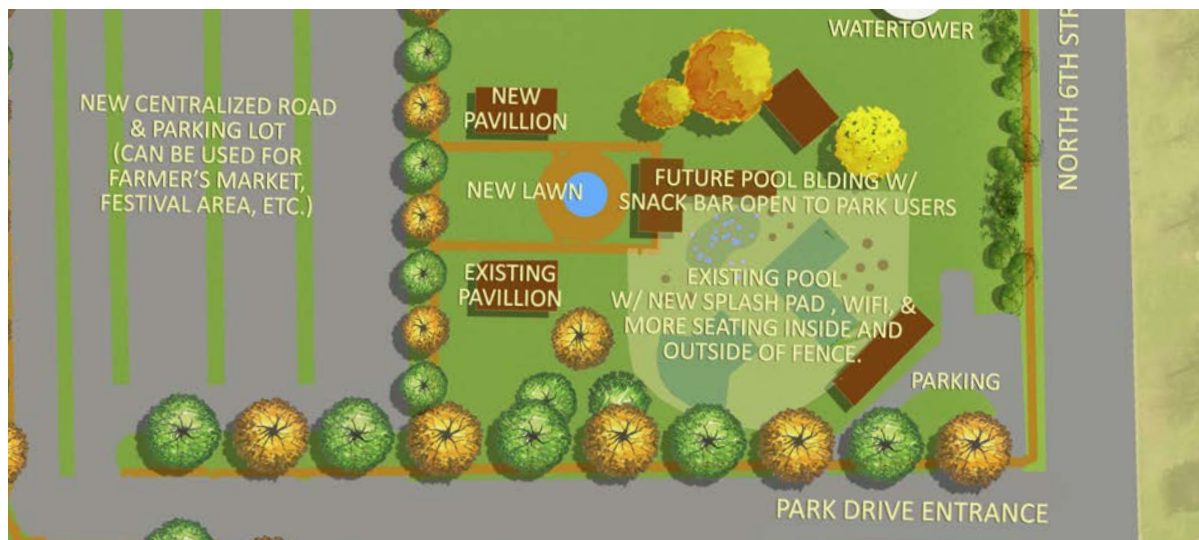 WATERTOWER
NORTH 6TH STR
NEW CENTRALIZED ROAD
& PARKING LOT
(CAN BE USED FOR
FARMER'S MARKET,
FESTIVAL AREA, ETC.)
NEW
PAVILLION
NEW LAWN
FUTURE POOL BLDING W/
SNACK BAR OPEN TO PARK USERS
EXISTING
PAVILLION
EXISTING POOL
W/ NEW SPLASH PAD , WIFI, &
MORE SEATING INSIDE AND
OUTSIDE OF FENCE.
PARKING
PARK DRIVE ENTRANCE